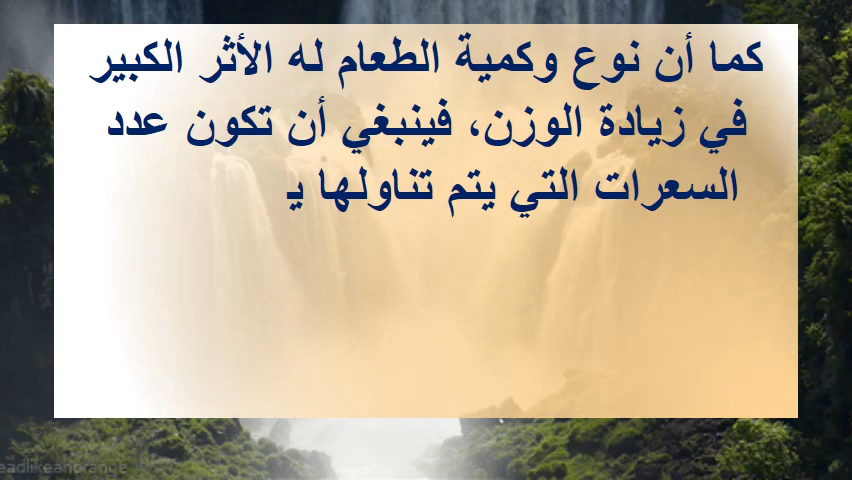 كما أن نوع وكمية الطعام له الأثر الكبير
في زيادة الوزن، فينبغي أن تكون عدد
السعرات التي يتم تناولها يـ
eadlikeanorange